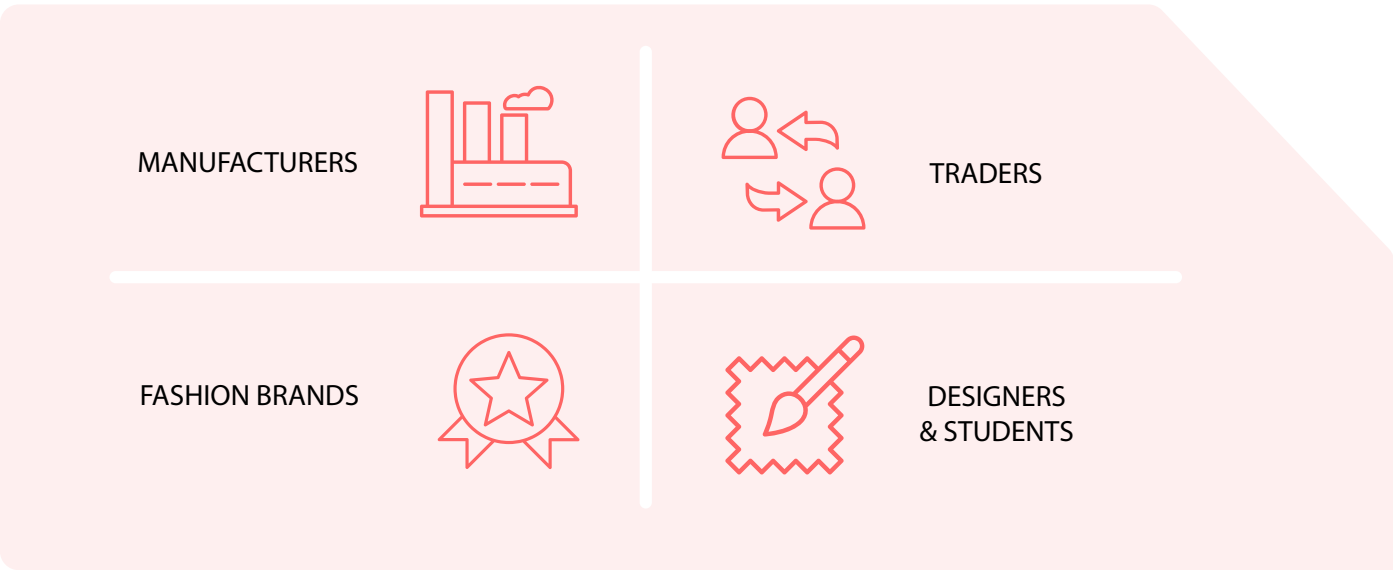 MANUFACTURERS
TRADERS
FASHION BRANDS
DESIGNERS
& STUDENTS